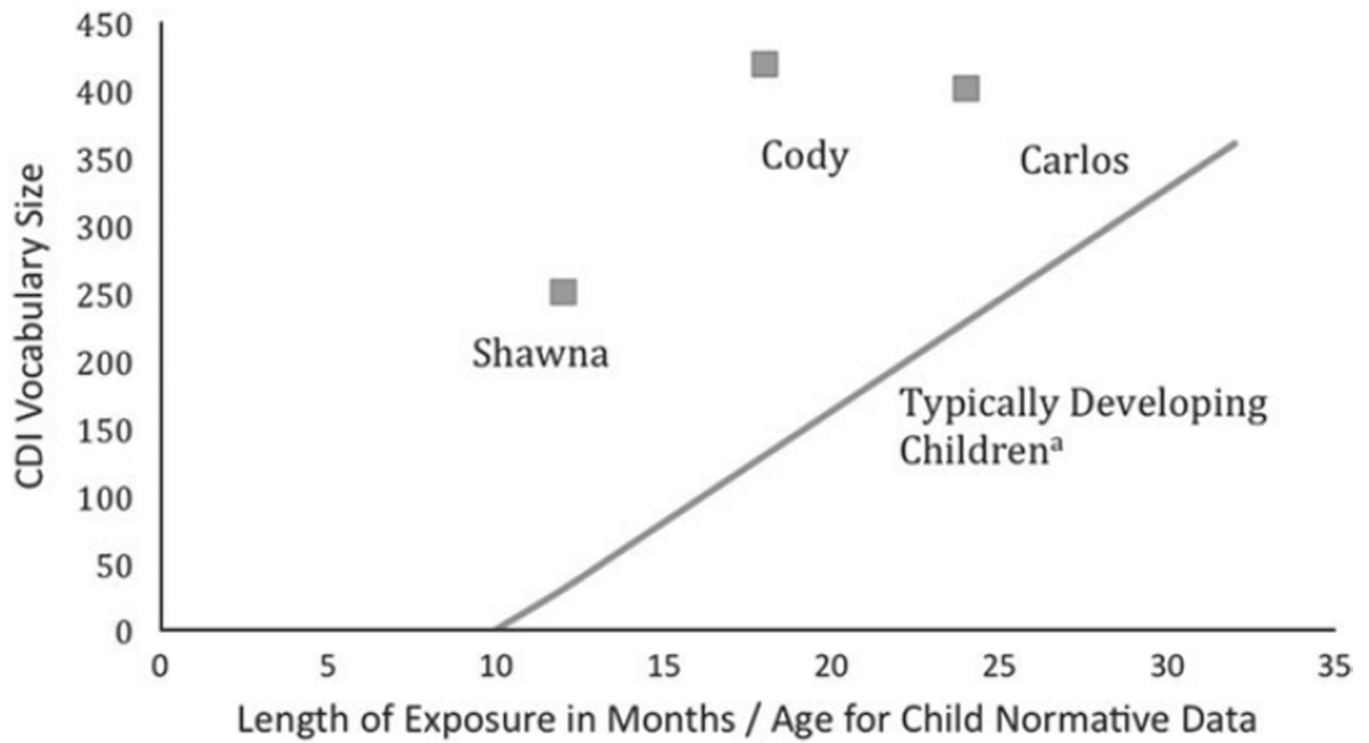 450
400
350
300
250
200
150
100
50
0
CDI Vocabulary Size
Cody
Carlos
Shawna
Typically Developing
Childrenᵃ
0 5 10 15 20 25 30 35
Length of Exposure in Months / Age for Child Normative Data